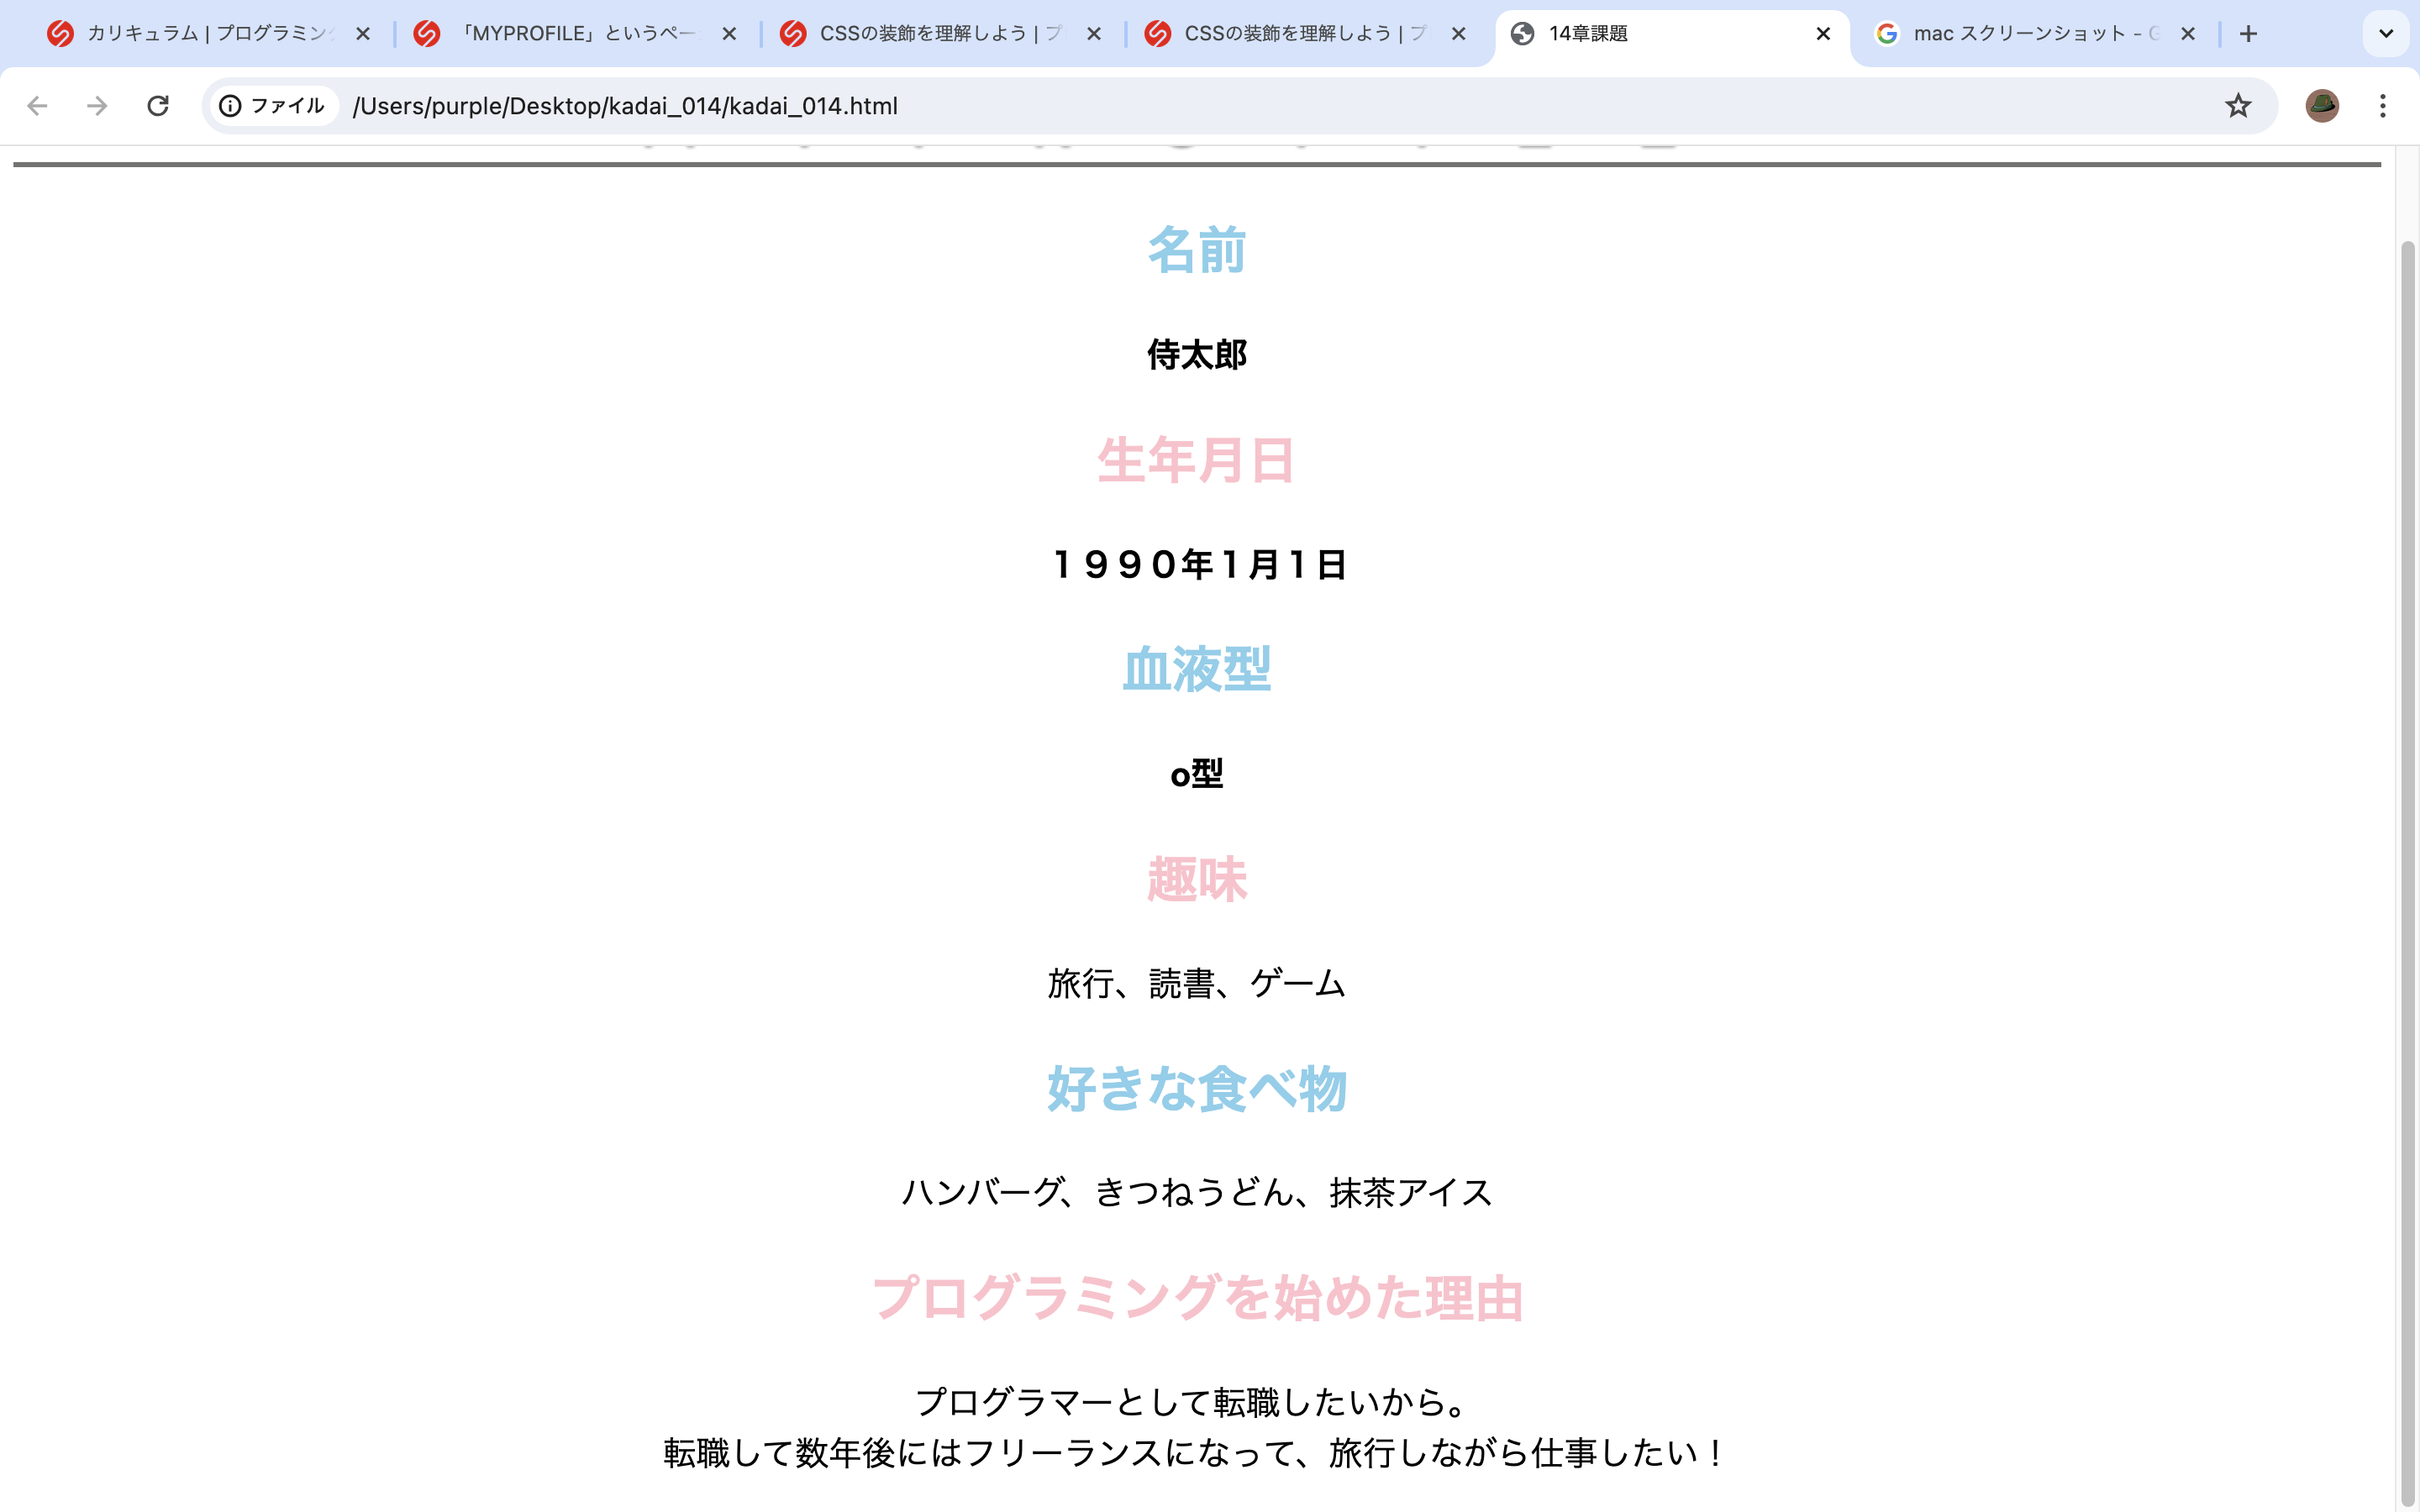 カリキュラム | プログラミング
「MYPROFILE」というペー
CSSの装飾を理解しよう | プ
CSSの装飾を理解しよう | プ
14章課題
mac スクリーンショット - G
ファイル
/Users/purple/Desktop/kadai_014/kadai_014.html
名前
侍太郎
生年月日
１９９０年１月１日
血液型
o型
趣味
旅行、読書、ゲーム
好きな食べ物
ハンバーグ、きつねうどん、抹茶アイス
プログラミングを始めた理由
プログラマーとして転職したいから。
転職して数年後にはフリーランスになって、旅行しながら仕事したい！